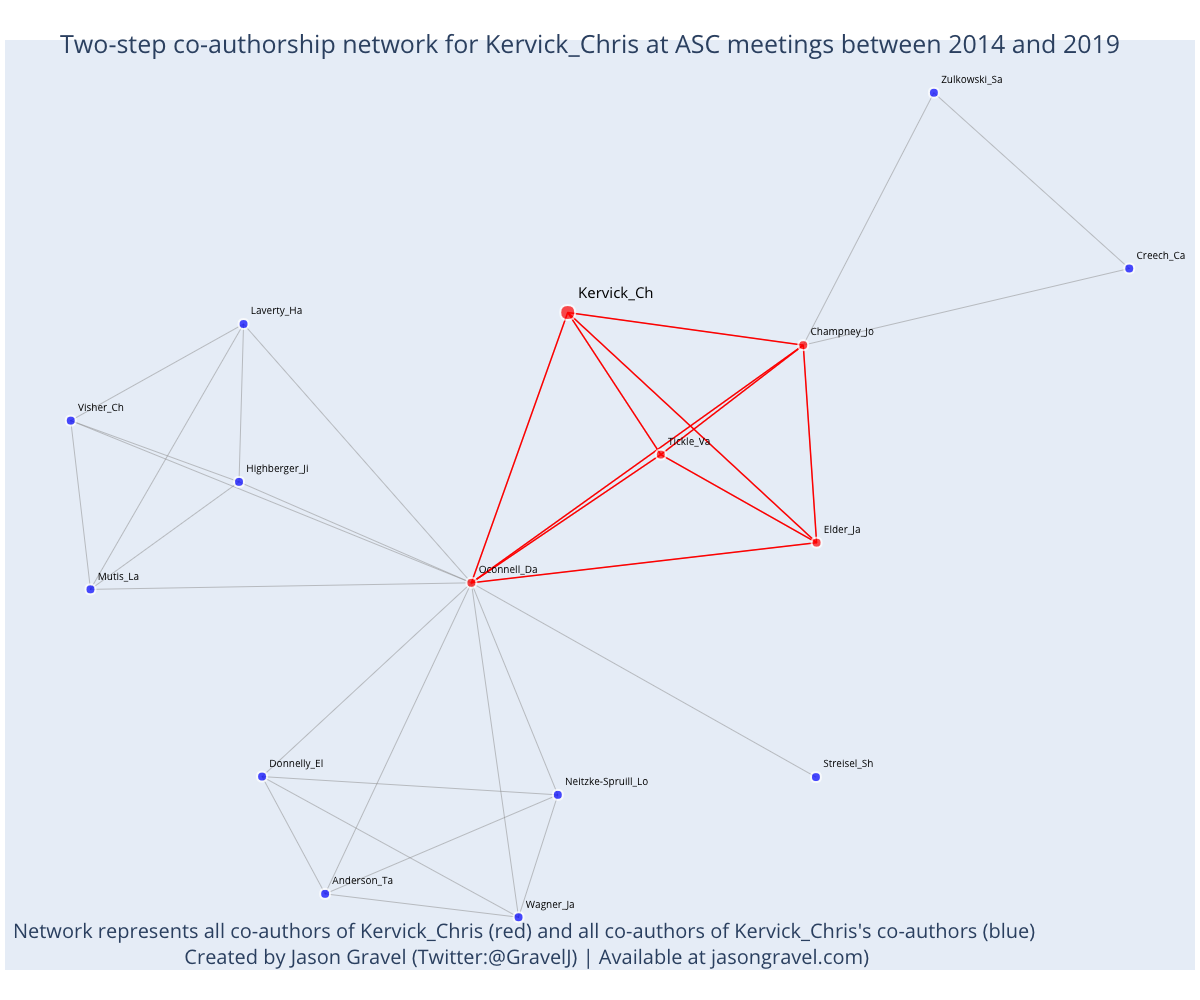 Two-step co-authorship network for Kervick_Chris at ASC meetings between 2014 and 2019
Zulkowski_Sa
Creech_Ca
Kervick_Ch
Laverty_Ha
Champney_Jo
Visher_Ch
Tickle_Va
Highberger_Ji
Elder_Ja
Oconnell_Da
Mutis_La
Donnelly_El
Streisel_Sh
Neitzke-Spruill_Lo
Anderson_Ta
Wagner_Ja
Network represents all co-authors of Kervick_Chris (red) and all co-authors of Kervick_Chris's co-authors (blue)
Created by Jason Gravel (Twitter:@GravelJ) | Available at jasongravel.com)